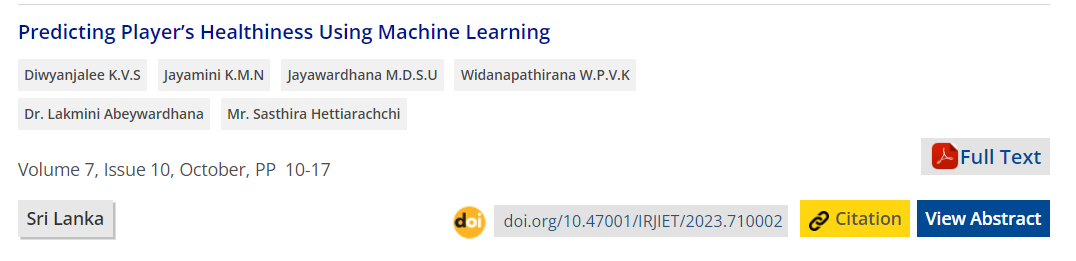 Predicting Player’s Healthiness Using Machine Learning
Diwyanjalee K.V.S Jayamini K.M.N Jayawardhana M.D.S.U Widanapathirana W.P.V.K
Dr. Lakmini Abeywardhana Mr. Sasthira Hettiarachchi
Volume 7, Issue 10, October, PP 10-17
Full Text
Sri Lanka
doi doi.org/10.47001/IRJIET/2023.710002 Citation View Abstract